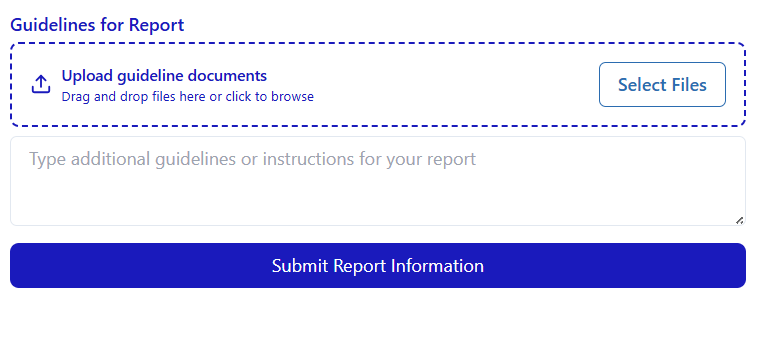 Guidelines for Report
Upload guideline documents
Drag and drop files here or click to browse
Select Files
Type additional guidelines or instructions for your report
Submit Report Information